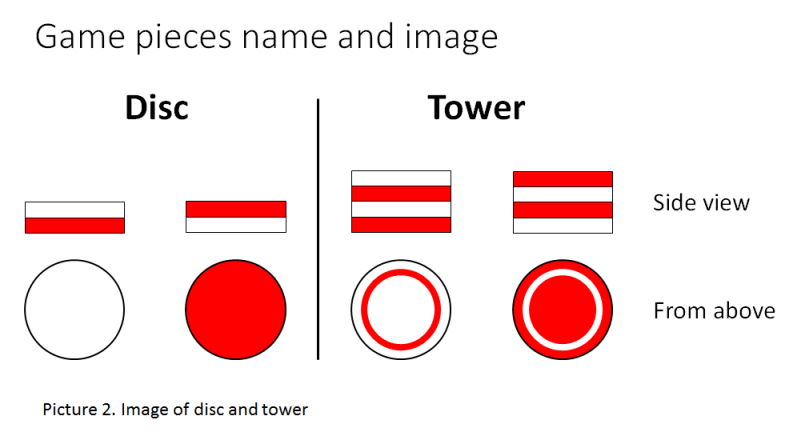 Game pieces name and image
Disc
Tower
Side view
From above
Picture 2. Image of disc and tower